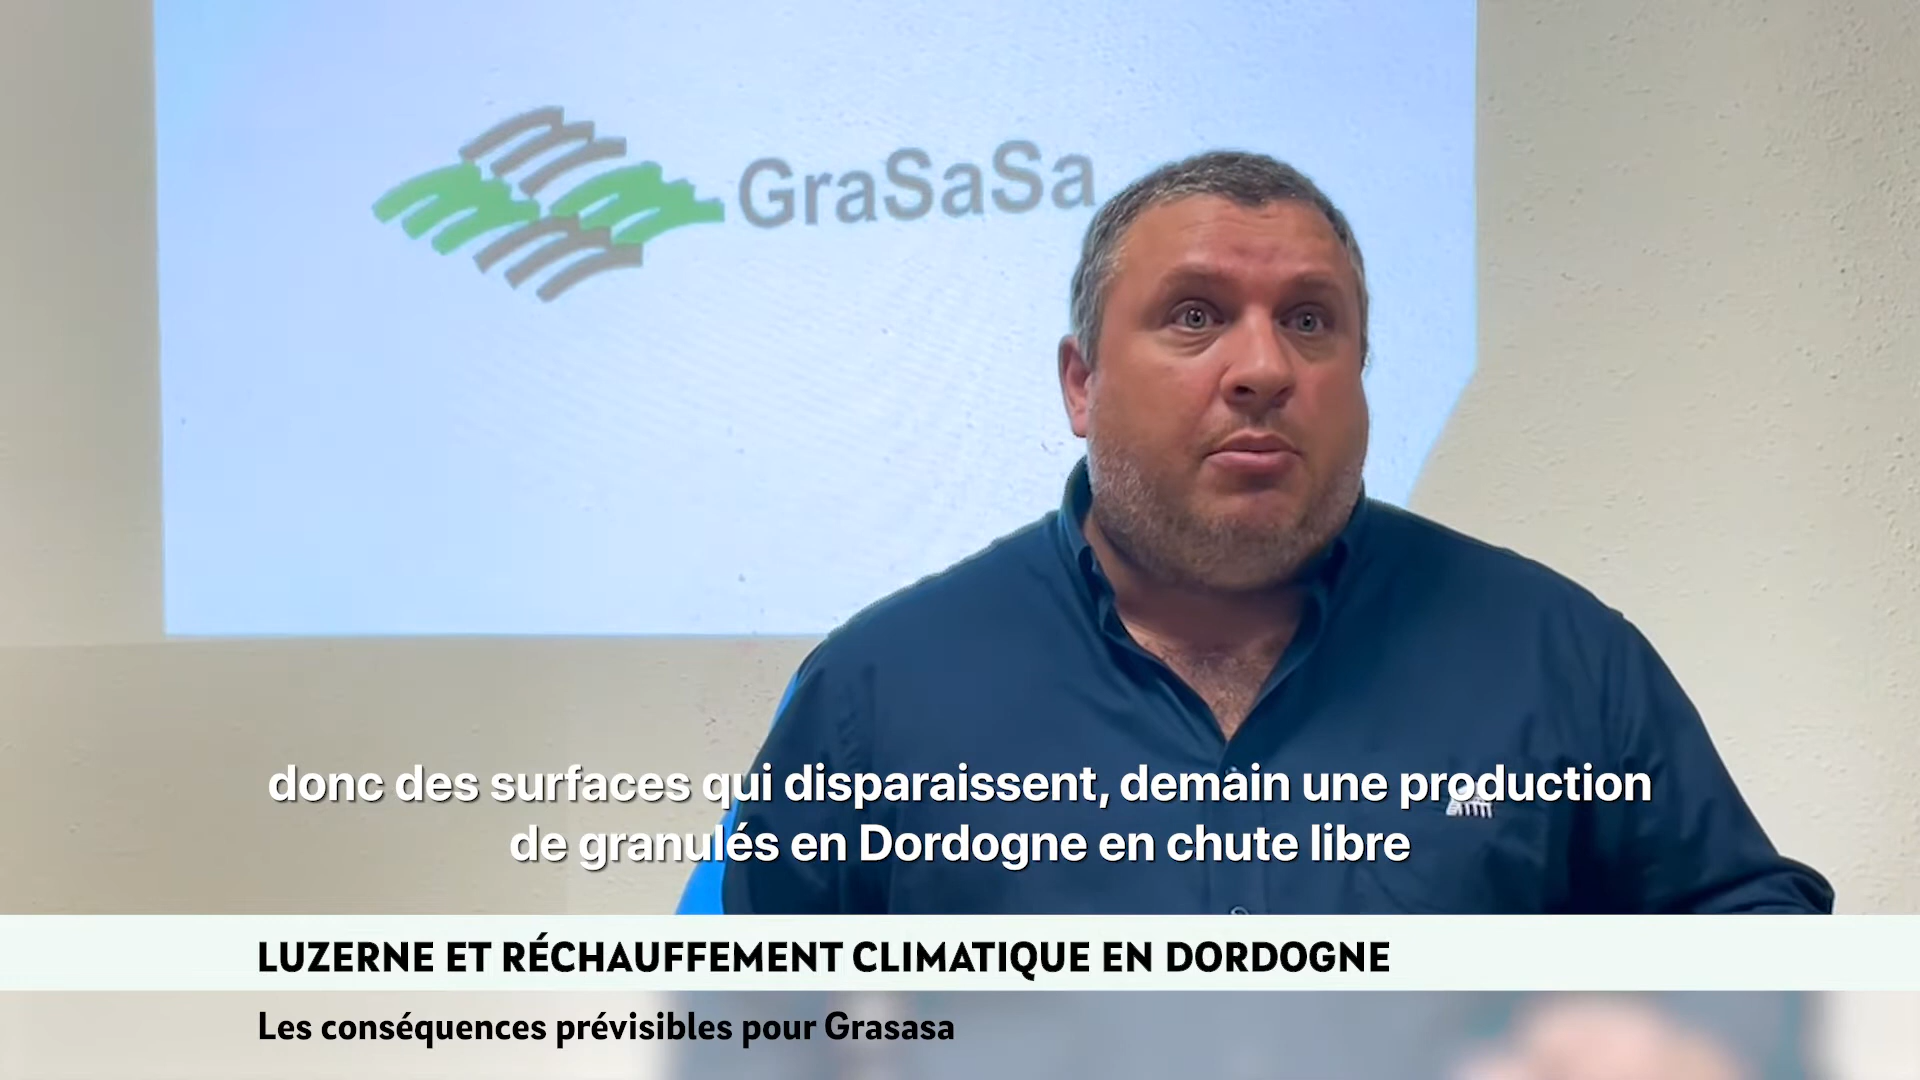 GraSaSa
donc des surfaces qui disparaissent, demain une production
de granulés en Dordogne en chute libre
LUZERNE ET RÉCHAUFFEMENT CLIMATIQUE EN DORDOGNE
Les conséquences prévisibles pour Grasasa